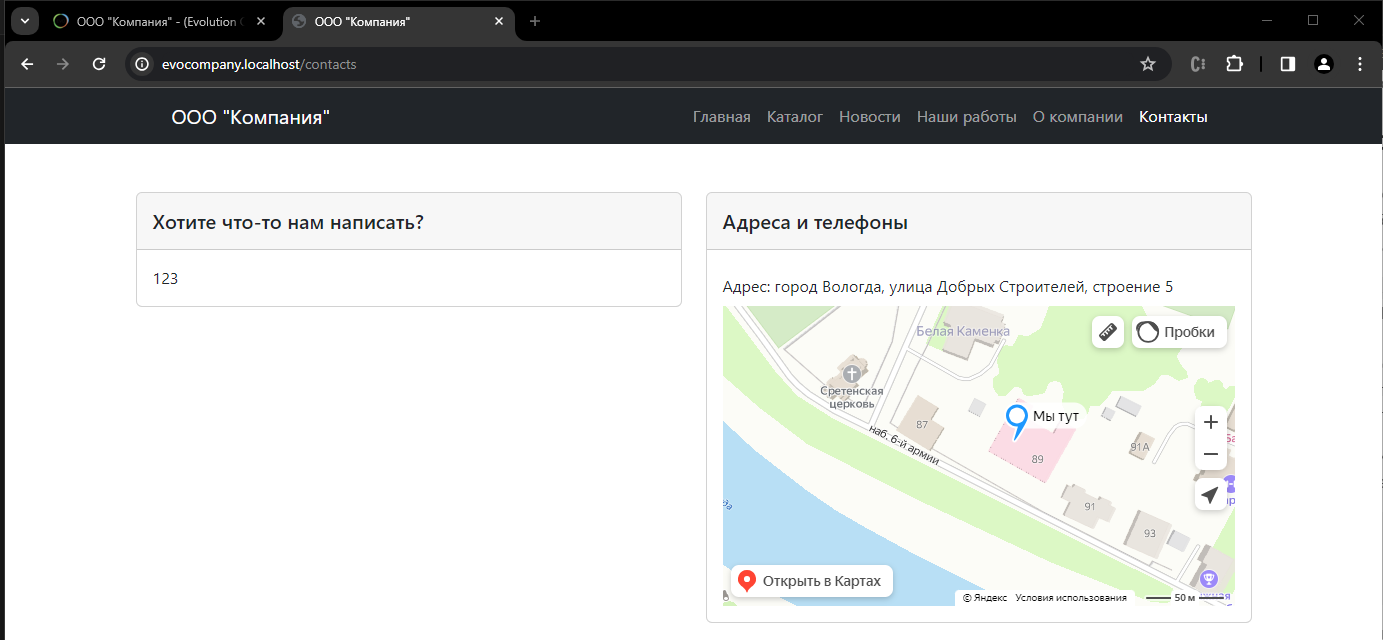 ООО "Компания" - (Evolution
ООО "Компания"
evocompany.localhost/contacts
ООО "Компания"
Главная Каталог Новости Наши работы О компании Контакты
Хотите что-то нам написать?
123
Адреса и телефоны
Адрес: город Вологда, улица Добрых Строителей, строение 5
Белая Каменка
Пробки
Сретенская
церковь
Мы тут
87
наб. 6-й армии
89
91А
91
93
Открыть в Картах
© Яндекс Условия использования
50 м